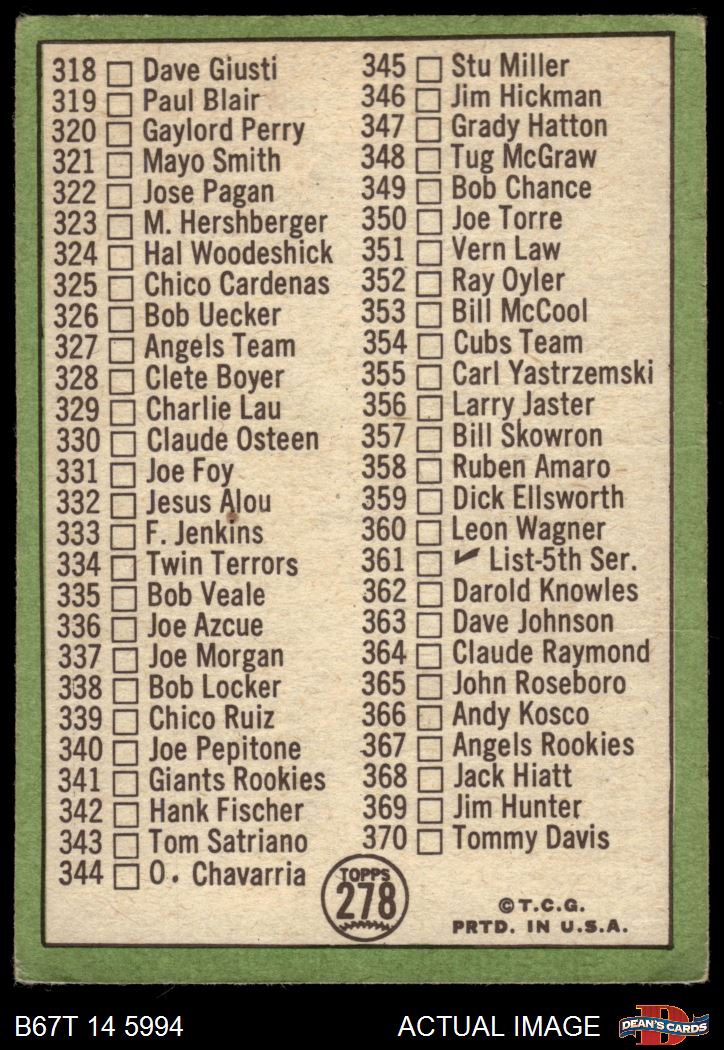 318 Dave Giusti
319 Paul Blair
320 Gaylord Perry
321 Mayo Smith
322 Jose Pagan
323 M. Hershberger
324 Hal Woodeshick
325 Chico Cardenas
326 Bob Uecker
327 Angels Team
328 Clete Boyer
329 Charlie Lau
330 Claude Osteen
331 Joe Foy
332 Jesus Alou
333 F. Jenkins
334 Twin Terrors
335 Bob Veale
336 Joe Azcue
337 Joe Morgan
338 Bob Locker
339 Chico Ruiz
340 Joe Pepitone
341 Giants Rookies
342 Hank Fischer
343 Tom Satriano
344 O. Chavarria
345 Stu Miller
346 Jim Hickman
347 Grady Hatton
348 Tug McGraw
349 Bob Chance
350 Joe Torre
351 Vern Law
352 Ray Oyler
353 Bill McCool
354 Cubs Team
355 Carl Yastrzemski
356 Larry Jaster
357 Bill Skowron
358 Ruben Amaro
359 Dick Ellsworth
360 Leon Wagner
361 List-5th Ser.
362 Darold Knowles
363 Dave Johnson
364 Claude Raymond
365 John Roseboro
366 Andy Kosco
367 Angels Rookies
368 Jack Hiatt
369 Jim Hunter
370 Tommy Davis
TOPPS
278
© T.C.G.
PRTD. IN U.S.A.
B67T 14 5994
ACTUAL IMAGE
D
DEAN'S CARDS